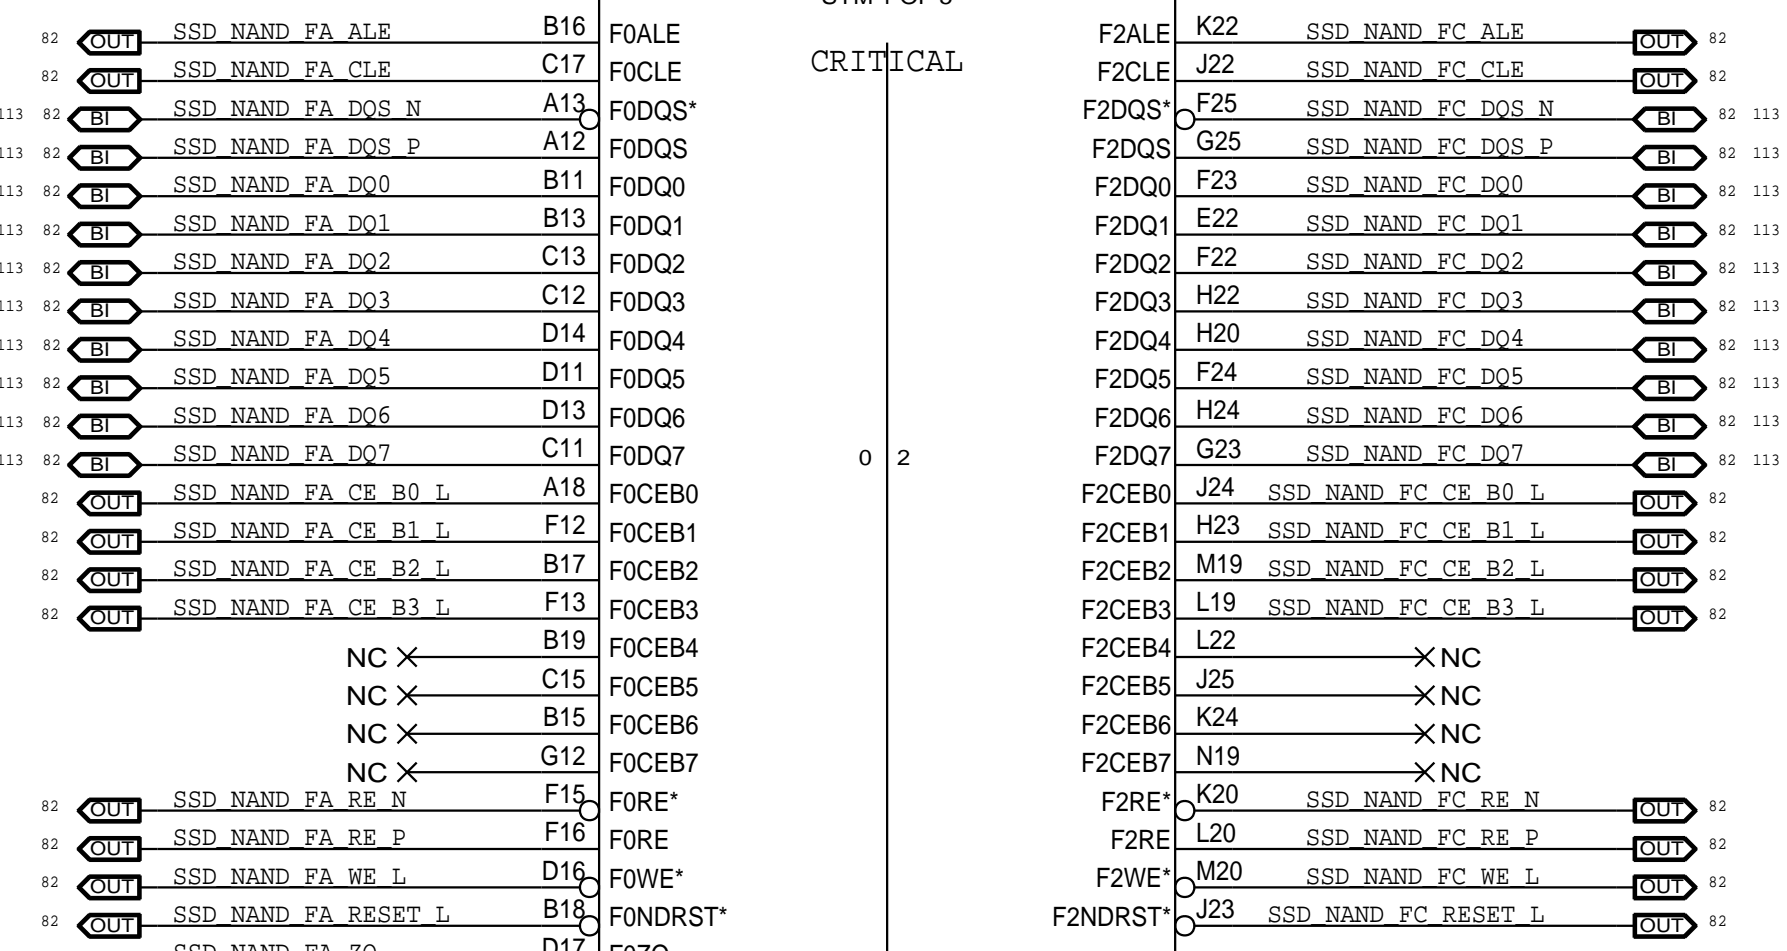 82 OUT SSD_NAND_FA_ALE B16 F0ALE F2ALE K22 SSD_NAND_FC_ALE OUT 82
CRITICAL
82 OUT SSD_NAND_FA_CLE C17 F0CLE F2CLE J22 SSD_NAND_FC_CLE OUT 82
113 82 BI SSD_NAND_FA_DQS_N A13 F0DQS* F2DQS* F25 SSD_NAND_FC_DQS_N BI 82 113
113 82 BI SSD_NAND_FA_DQS_P A12 F0DQS F2DQS G25 SSD_NAND_FC_DQS_P BI 82 113
113 82 BI SSD_NAND_FA_DQ0 B11 F0DQ0 F2DQ0 F23 SSD_NAND_FC_DQ0 BI 82 113
113 82 BI SSD_NAND_FA_DQ1 B13 F0DQ1 F2DQ1 E22 SSD_NAND_FC_DQ1 BI 82 113
113 82 BI SSD_NAND_FA_DQ2 C13 F0DQ2 F2DQ2 F22 SSD_NAND_FC_DQ2 BI 82 113
113 82 BI SSD_NAND_FA_DQ3 C12 F0DQ3 F2DQ3 H22 SSD_NAND_FC_DQ3 BI 82 113
113 82 BI SSD_NAND_FA_DQ4 D14 F0DQ4 F2DQ4 H20 SSD_NAND_FC_DQ4 BI 82 113
113 82 BI SSD_NAND_FA_DQ5 D11 F0DQ5 F2DQ5 F24 SSD_NAND_FC_DQ5 BI 82 113
113 82 BI SSD_NAND_FA_DQ6 D13 F0DQ6 F2DQ6 H24 SSD_NAND_FC_DQ6 BI 82 113
113 82 BI SSD_NAND_FA_DQ7 C11 F0DQ7 0 2 F2DQ7 G23 SSD_NAND_FC_DQ7 BI 82 113
82 OUT SSD_NAND_FA_CE_B0_L A18 F0CEB0 F2CEB0 J24 SSD_NAND_FC_CE_B0_L OUT 82
82 OUT SSD_NAND_FA_CE_B1_L F12 F0CEB1 F2CEB1 H23 SSD_NAND_FC_CE_B1_L OUT 82
82 OUT SSD_NAND_FA_CE_B2_L B17 F0CEB2 F2CEB2 M19 SSD_NAND_FC_CE_B2_L OUT 82
82 OUT SSD_NAND_FA_CE_B3_L F13 F0CEB3 F2CEB3 L19 SSD_NAND_FC_CE_B3_L OUT 82
NC B19 F0CEB4 F2CEB4 L22 NC
NC C15 F0CEB5 F2CEB5 J25 NC
NC B15 F0CEB6 F2CEB6 K24 NC
NC G12 F0CEB7 F2CEB7 N19 NC
82 OUT SSD_NAND_FA_RE_N F15 F0RE* F2RE* K20 SSD_NAND_FC_RE_N OUT 82
82 OUT SSD_NAND_FA_RE_P F16 F0RE F2RE L20 SSD_NAND_FC_RE_P OUT 82
82 OUT SSD_NAND_FA_WE_L D16 F0WE* F2WE* M20 SSD_NAND_FC_WE_L OUT 82
82 OUT SSD_NAND_FA_RESET_L B18 F0NDRST* F2NDRST* J23 SSD_NAND_FC_RESET_L OUT 82